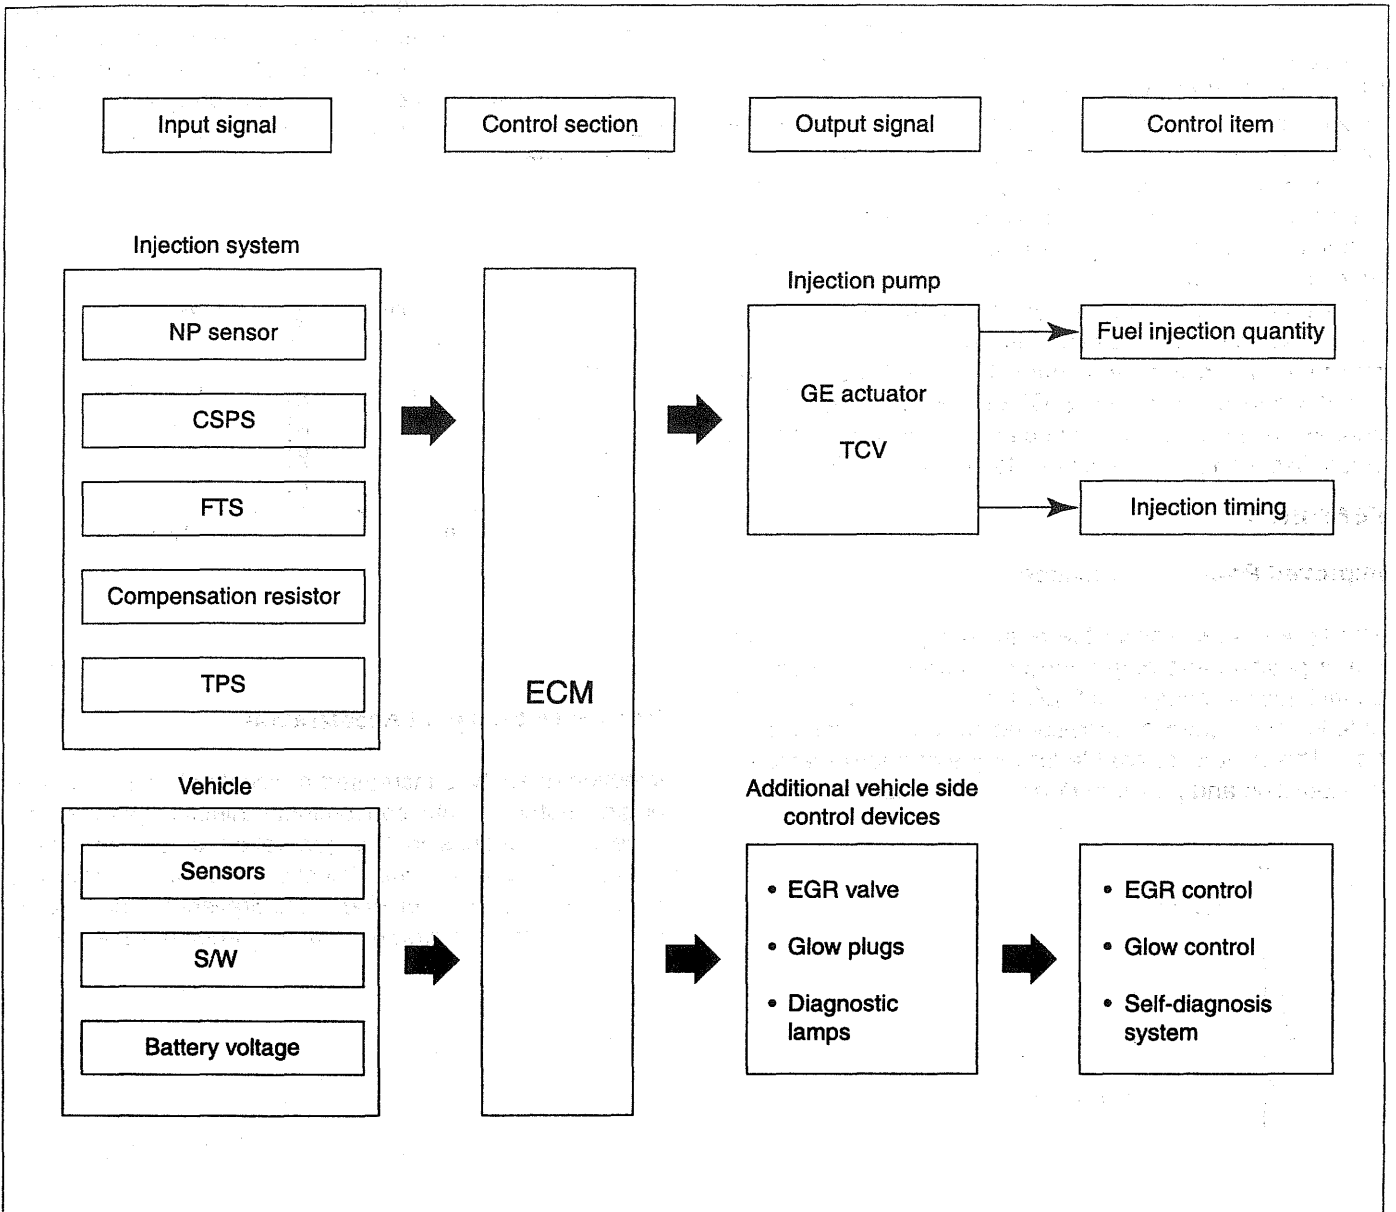 Input signal
Control section
Output signal
Control item
Injection system
NP sensor
CSPS
FTS
Compensation resistor
TPS
Vehicle
Sensors
S/W
Battery voltage
ECM
Injection pump
GE actuator
TCV
Fuel injection quantity
Injection timing
Additional vehicle side
control devices
• EGR valve
• Glow plugs
• Diagnostic
lamps
• EGR control
• Glow control
• Self-diagnosis
system